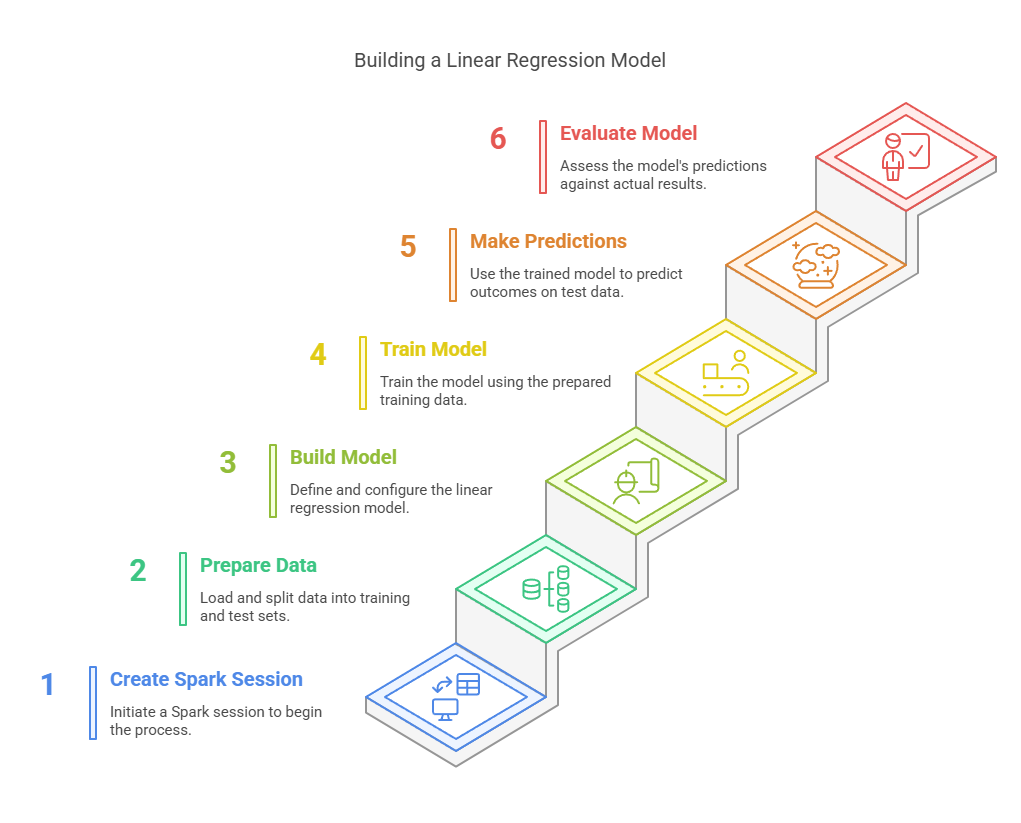 Building a Linear Regression Model
6
Evaluate Model
Assess the model's predictions
against actual results.
5
Make Predictions
Use the trained model to predict
outcomes on test data.
4
Train Model
Train the model using the prepared
training data.
3
Build Model
Define and configure the linear
regression model.
2
Prepare Data
Load and split data into training
and test sets.
1
Create Spark Session
Initiate a Spark session to begin
the process.